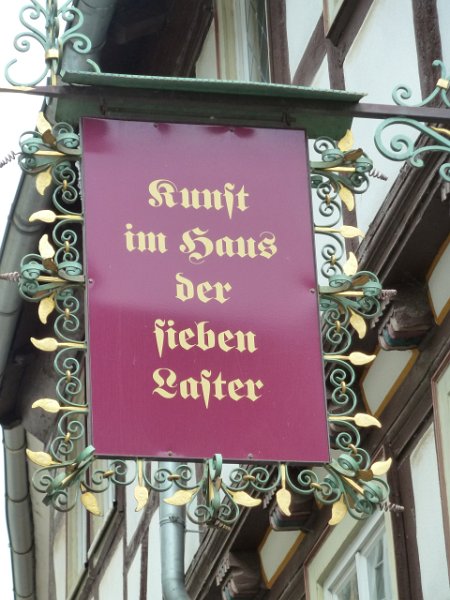 Kunſt
im Haus
der
ſieben
Laſter